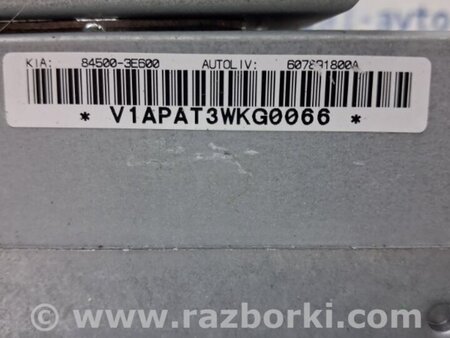 KIA: 84500-3E600 AUTOLIV: 607891800A
* V1APAT3WKG0066 *
www.razborki.com